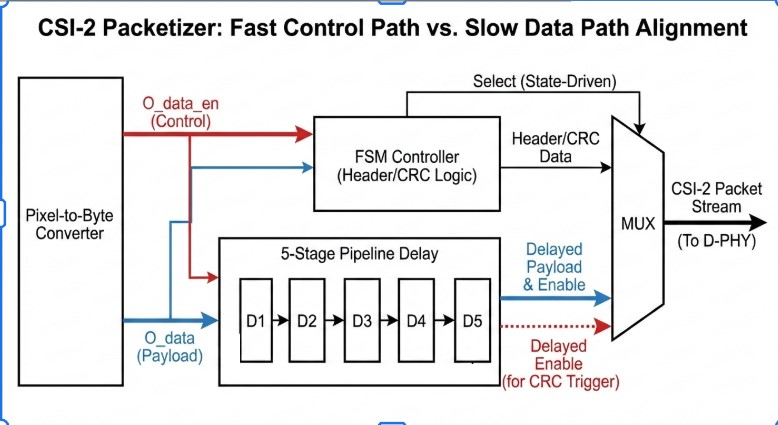 CSI-2 Packetizer: Fast Control Path vs. Slow Data Path Alignment
Select (State-Driven)
O_data_en
(Control)
FSM Controller
(Header/CRC Logic)
Header/CRC
Data
Pixel-to-Byte
Converter
MUX
CSI-2 Packet
Stream
(To D-PHY)
5-Stage Pipeline Delay
D1
D2
D3
D4
D5
Delayed
Payload
& Enable
O_data
(Payload)
Delayed
Enable
(for CRC Trigger)